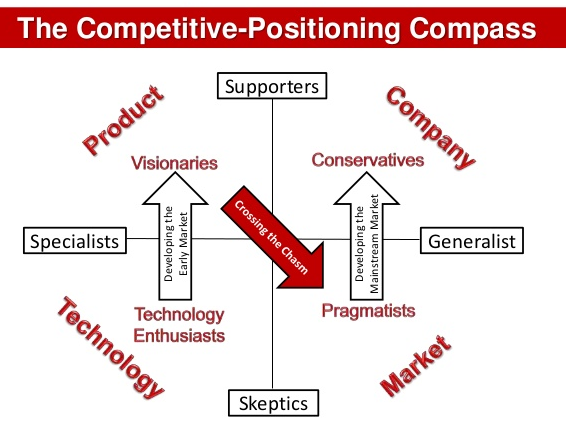 The Competitive-Positioning Compass
Supporters
Product
Company
Visionaries
Conservatives
Specialists
Developing the
Early Market
Crossing the Chasm
Developing the
Mainstream Market
Generalist
Technology
Enthusiasts
Pragmatists
Technology
Market
Skeptics